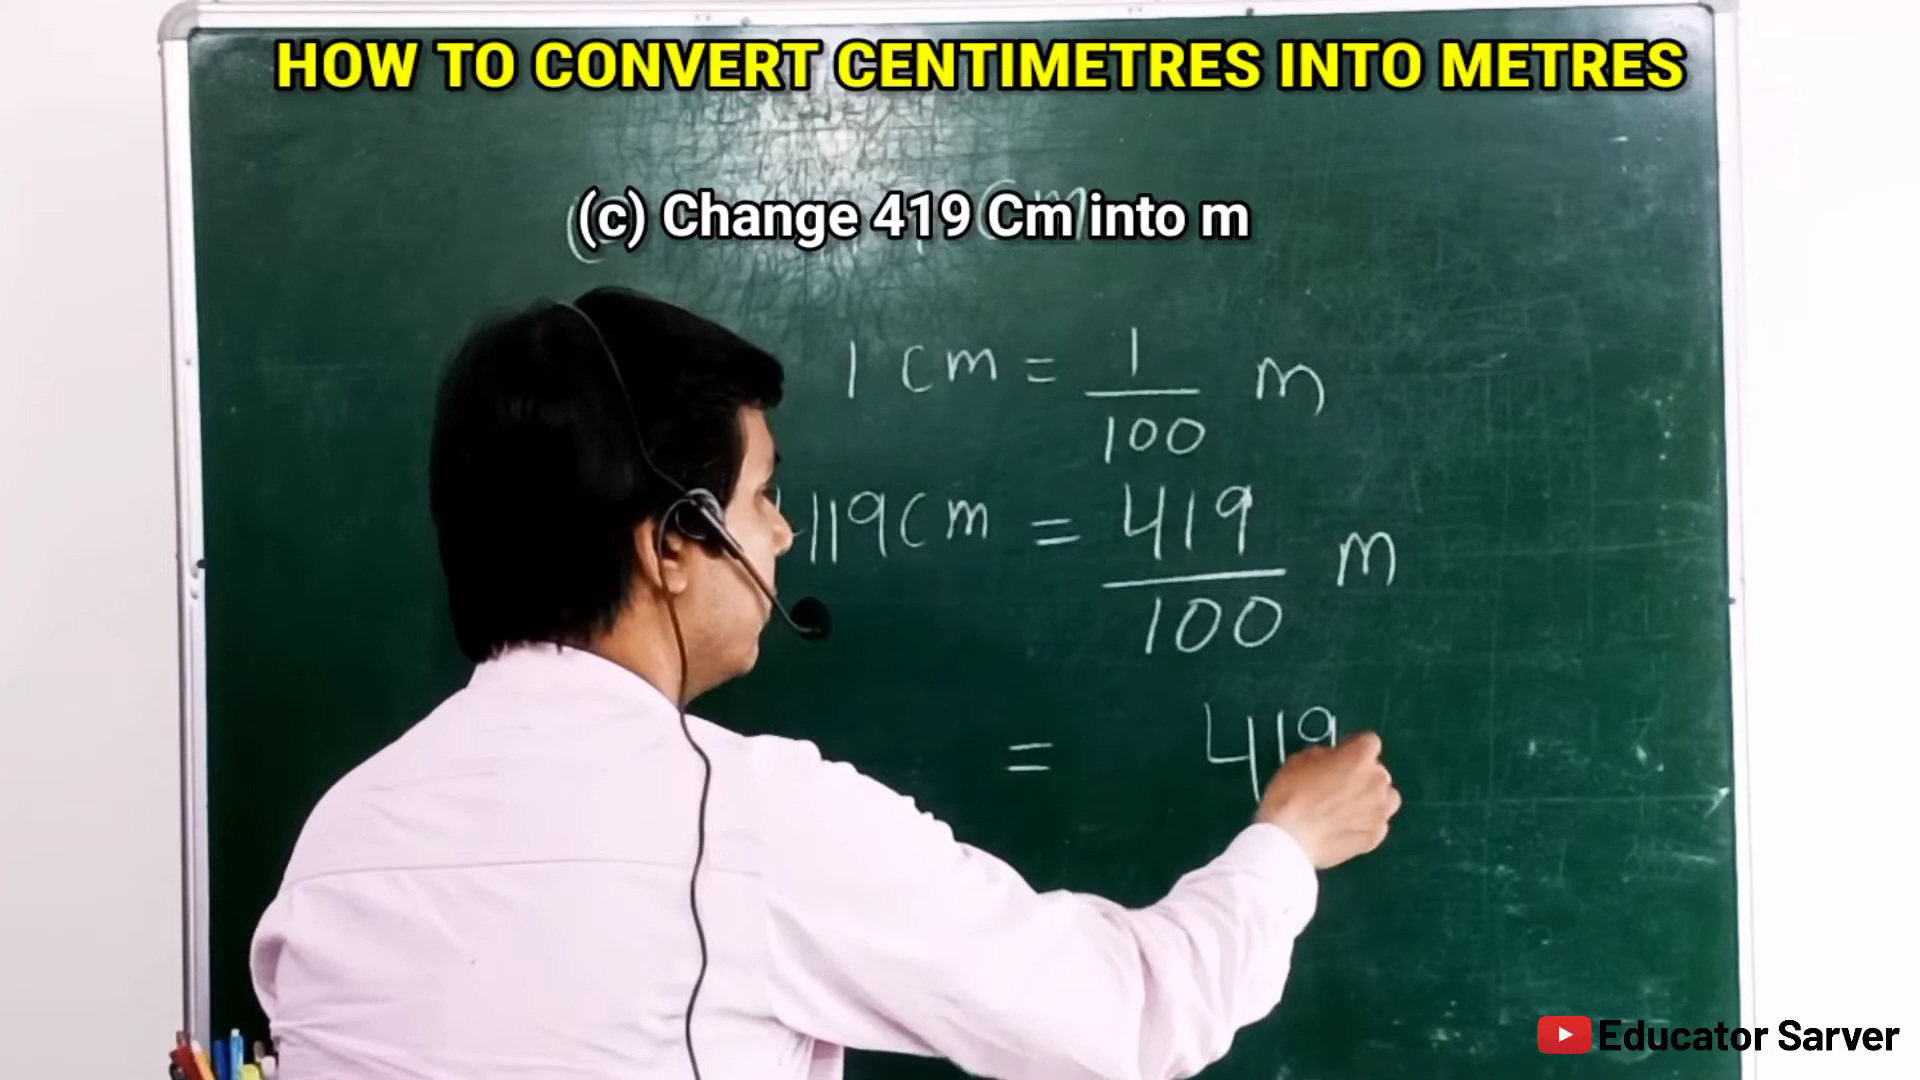 HOW TO CONVERT CENTIMETRES INTO METRES
(c) Change 419 Cm into m
1 cm = 1/100 m
419cm = 419/100 m
= 419
Educator Sarver